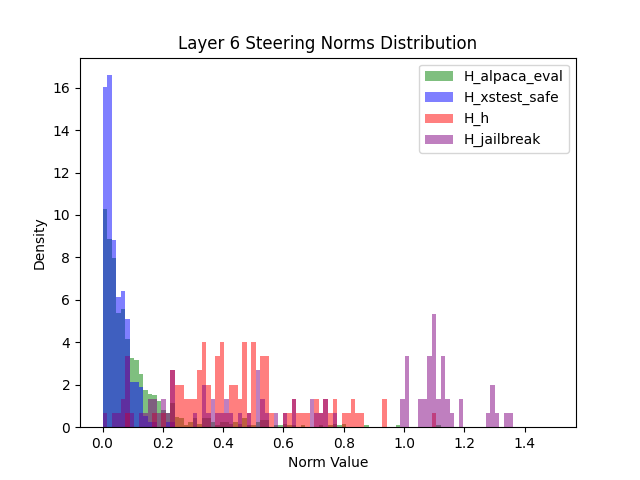 Layer 6 Steering Norms Distribution
H_alpaca_eval
H_xstest_safe
H_h
H_jailbreak
Density
16
14
12
10
8
6
4
2
0
0.0 0.2 0.4 0.6 0.8 1.0 1.2 1.4
Norm Value